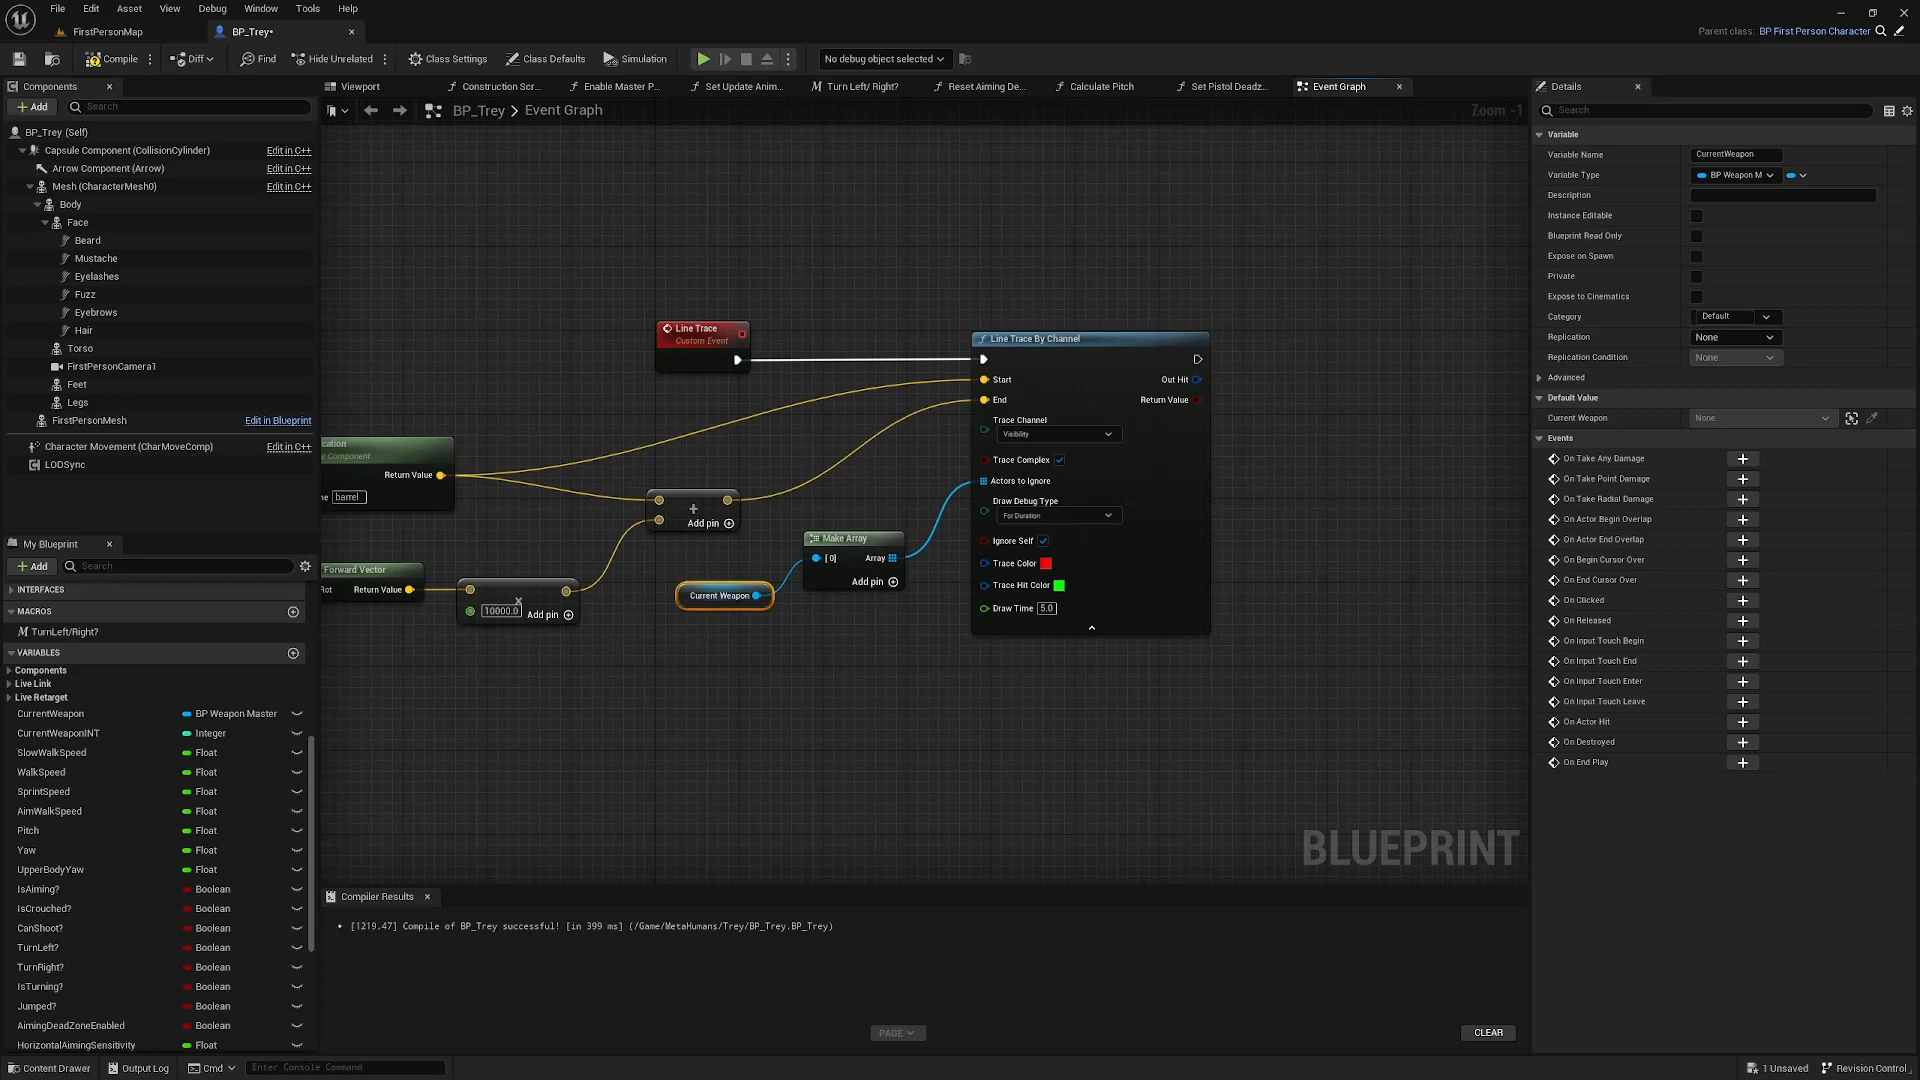 File Edit Asset View Debug Window Tools Help
FirstPersonMap
BP_Trey•
Parent class: BP First Person Character
Compile
Diff
Find
Hide Unrelated
Class Settings
Class Defaults
Simulation
No debug object selected
Components
Add
Search
BP_Trey (Self)
Capsule Component (CollisionCylinder) Edit in C++
Arrow Component (Arrow) Edit in C++
Mesh (CharacterMesh0) Edit in C++
Body
Face
Beard
Mustache
Eyelashes
Fuzz
Eyebrows
Hair
Torso
FirstPersonCamera1
Feet
Legs
FirstPersonMesh Edit in Blueprint
Character Movement (CharMoveComp) Edit in C++
LODSync
My Blueprint
Add
Search
INTERFACES
MACROS
TurnLeft/Right?
VARIABLES
Components
Live Link
Live Retarget
CurrentWeapon BP Weapon Master
CurrentWeaponINT Integer
SlowWalkSpeed Float
WalkSpeed Float
SprintSpeed Float
AimWalkSpeed Float
Pitch Float
Yaw Float
UpperBodyYaw Float
IsAiming? Boolean
IsCrouched? Boolean
CanShoot? Boolean
TurnLeft? Boolean
TurnRight? Boolean
IsTurning? Boolean
Jumped? Boolean
AimingDeadZoneEnabled Boolean
HorizontalAimingSensitivity Float
Viewport
Construction Scr...
Enable Master P...
Set Update Anim...
Turn Left/ Right?
Reset Aiming De...
Calculate Pitch
Set Pistol Deadz...
Event Graph
BP_Trey > Event Graph
Zoom -1
Line Trace
Custom Event
Line Trace By Channel
Start
Out Hit
End
Return Value
Trace Channel
Visibility
Trace Complex
Actors to Ignore
Draw Debug Type
For Duration
Ignore Self
Trace Color
Trace Hit Color
Draw Time 5.0
cation
e Component
Return Value
ne barrel
+
Add pin
Forward Vector
Rot Return Value
10000.0
Add pin
Make Array
[0] Array
Add pin
Current Weapon
BLUEPRINT
Compiler Results
• [1219.47] Compile of BP_Trey successful! [in 399 ms] (/Game/MetaHumans/Trey/BP_Trey.BP_Trey)
PAGE
CLEAR
Details
Search
Variable
Variable Name CurrentWeapon
Variable Type BP Weapon M
Description
Instance Editable
Blueprint Read Only
Expose on Spawn
Private
Expose to Cinematics
Category Default
Replication None
Replication Condition None
Advanced
Default Value
Current Weapon None
Events
On Take Any Damage
On Take Point Damage
On Take Radial Damage
On Actor Begin Overlap
On Actor End Overlap
On Begin Cursor Over
On End Cursor Over
On Clicked
On Released
On Input Touch Begin
On Input Touch End
On Input Touch Enter
On Input Touch Leave
On Actor Hit
On Destroyed
On End Play
Content Drawer
Output Log
Cmd
Enter Console Command
1 Unsaved
Revision Control